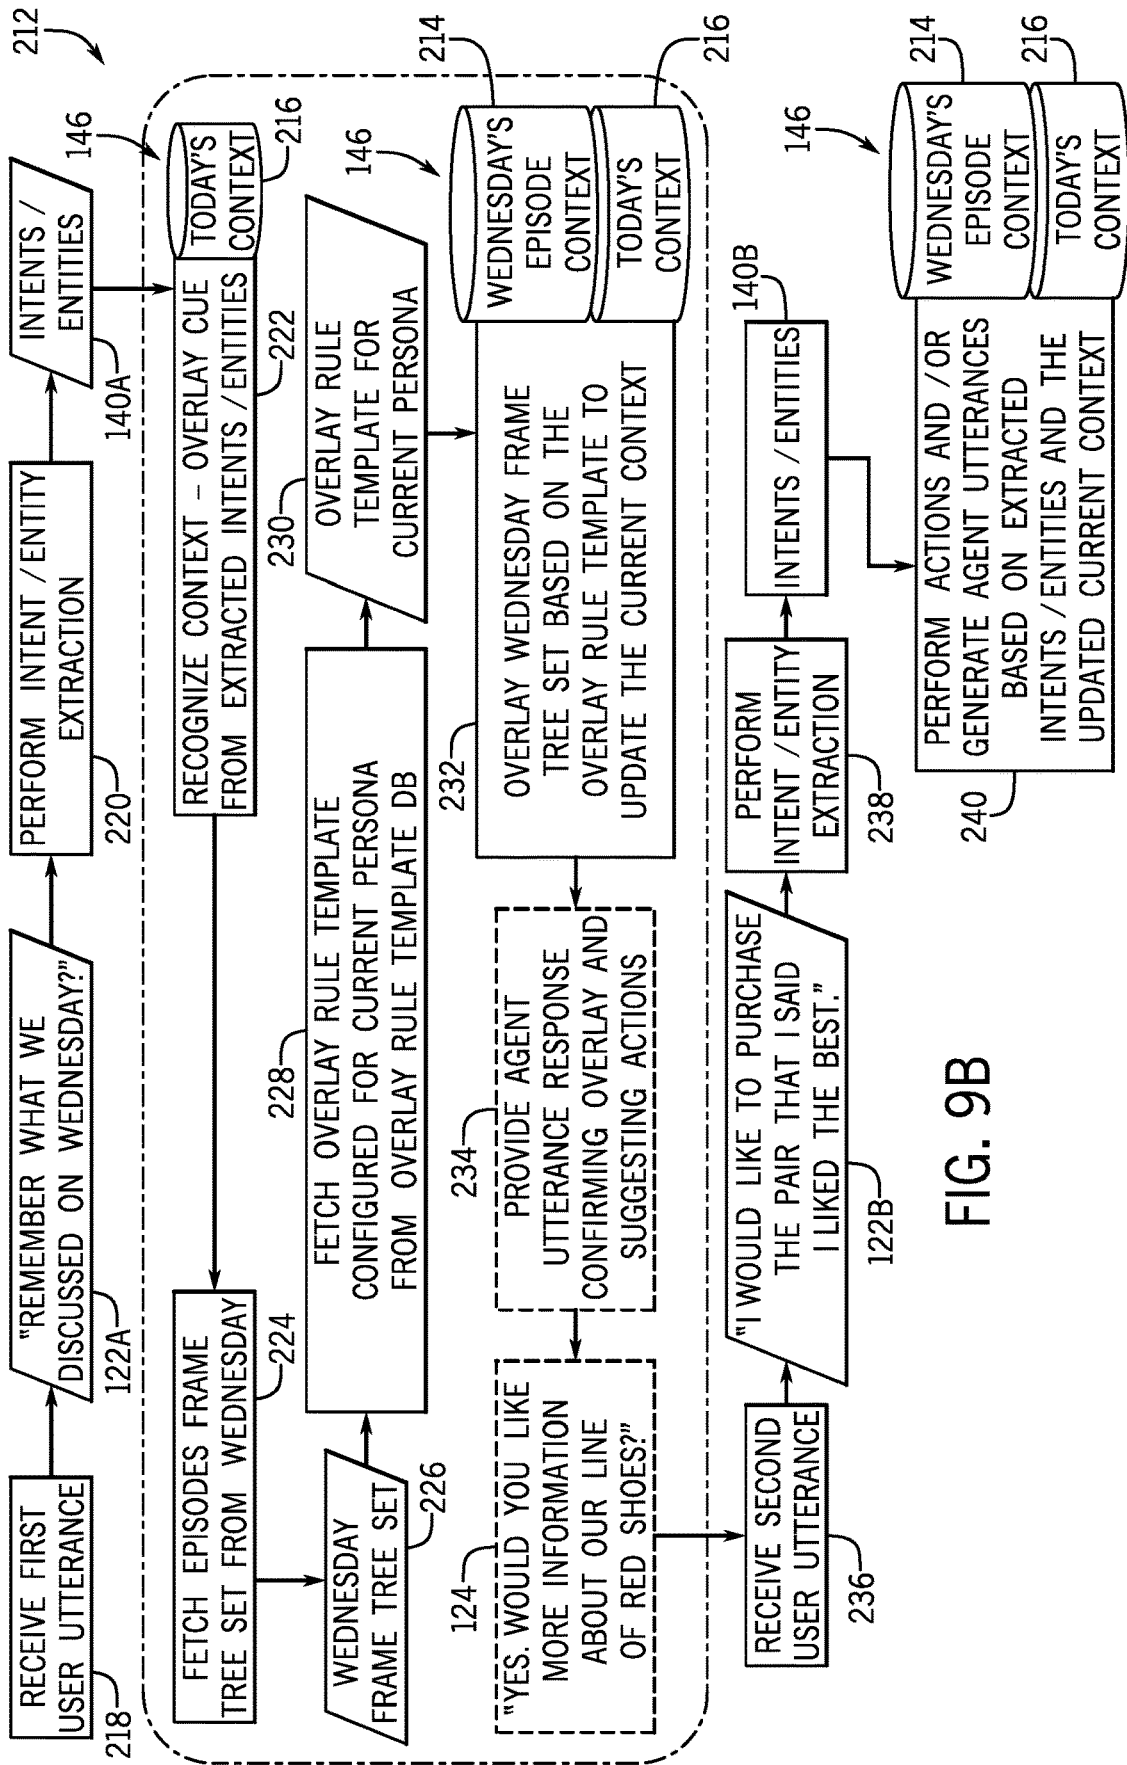 212
RECEIVE FIRST
USER UTTERANCE
218
"REMEMBER WHAT WE
DISCUSSED ON WEDNESDAY?"
122A
PERFORM INTENT/ENTITY
EXTRACTION
220
INTENTS/
ENTITIES
140A
146
RECOGNIZE CONTEXT - OVERLAY CUE
FROM EXTRACTED INTENTS/ENTITIES
222
TODAY'S
CONTEXT
216
FETCH EPISODES FRAME
TREE SET FROM WEDNESDAY
224
WEDNESDAY
FRAME TREE SET
226
228
FETCH OVERLAY RULE TEMPLATE
CONFIGURED FOR CURRENT PERSONA
FROM OVERLAY RULE TEMPLATE DB
230
OVERLAY RULE
TEMPLATE FOR
CURRENT PERSONA
232
OVERLAY WEDNESDAY FRAME
TREE SET BASED ON THE
OVERLAY RULE TEMPLATE TO
UPDATE THE CURRENT CONTEXT
146
WEDNESDAY'S
EPISODE
CONTEXT
214
TODAY'S
CONTEXT
216
234
PROVIDE AGENT
UTTERANCE RESPONSE
CONFIRMING OVERLAY AND
SUGGESTING ACTIONS
124
"YES. WOULD YOU LIKE
MORE INFORMATION
ABOUT OUR LINE
OF RED SHOES?"
RECEIVE SECOND
USER UTTERANCE
236
"I WOULD LIKE TO PURCHASE
THE PAIR THAT I SAID
I LIKED THE BEST."
122B
PERFORM
INTENT/ENTITY
EXTRACTION
238
INTENTS/ENTITIES
140B
PERFORM ACTIONS AND/OR
GENERATE AGENT UTTERANCES
BASED ON EXTRACTED
INTENTS/ENTITIES AND THE
UPDATED CURRENT CONTEXT
240
146
WEDNESDAY'S
EPISODE
CONTEXT
214
TODAY'S
CONTEXT
216
FIG. 9B